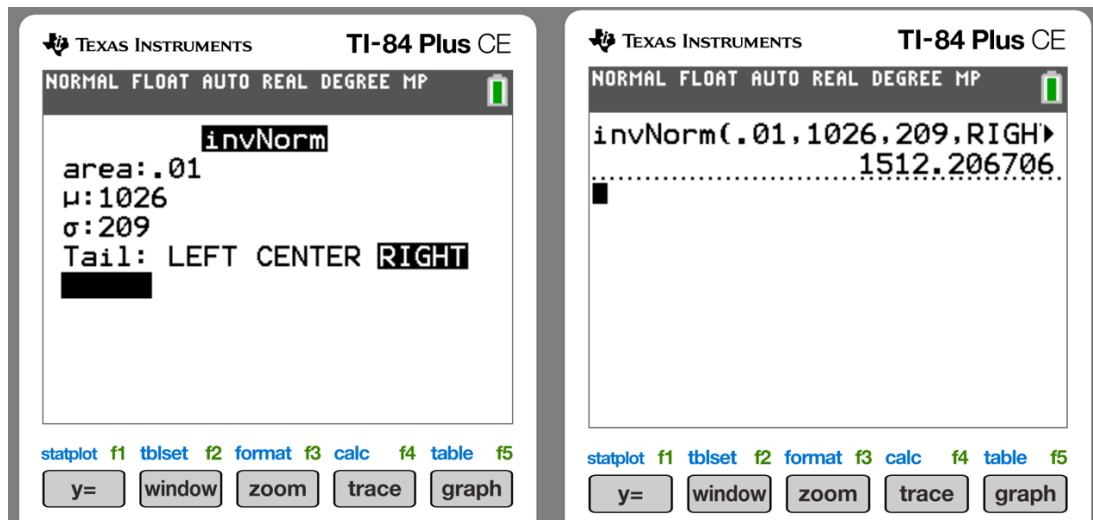 TEXAS INSTRUMENTS TI-84 Plus CE
NORMAL FLOAT AUTO REAL DEGREE MP
invNorm
area:.01
μ:1026
σ:209
Tail: LEFT CENTER RIGHT
statplot f1 tblset f2 format f3 calc f4 table f5
y= window zoom trace graph
TEXAS INSTRUMENTS TI-84 Plus CE
NORMAL FLOAT AUTO REAL DEGREE MP
invNorm(.01,1026,209,RIGH
1512.206706
statplot f1 tblset f2 format f3 calc f4 table f5
y= window zoom trace graph